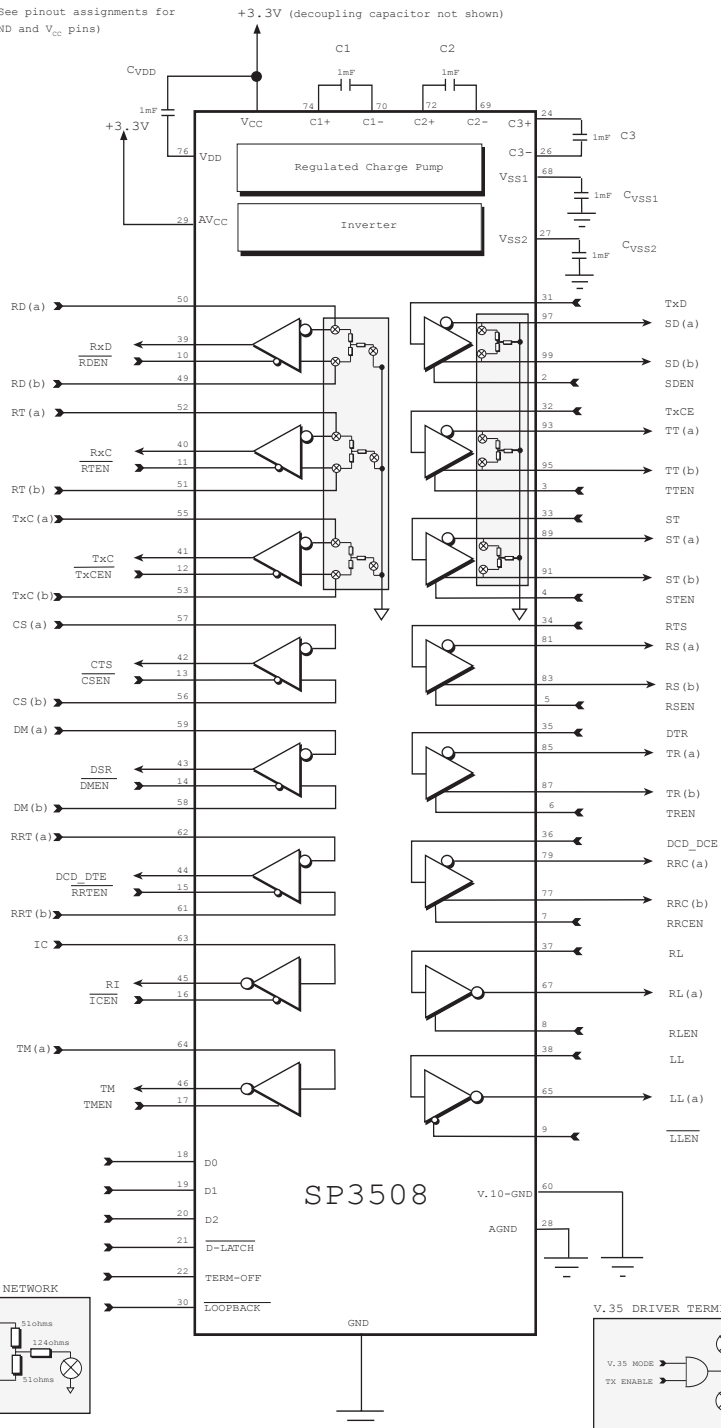 See pinout assignments for
ND and VCC pins)
+3.3V (decoupling capacitor not shown)
C1
C2
CVDD
1mF
1mF
1mF
+3.3V
74
70
72
69
VCC
C1+
C1-
C2+
C2-
24
C3+
1mF
C3
C3-
26
76
VDD
Regulated Charge Pump
VSS1
68
1mF
CVSS1
29
AVCC
Inverter
VSS2
27
1mF
CVSS2
RD(a)
50
31
TxD
RxD
39
97
SD(a)
RDEN
10
99
SD(b)
RD(b)
49
2
SDEN
RT(a)
52
32
TxCE
RxC
40
93
TT(a)
RTEN
11
95
TT(b)
RT(b)
51
3
TTEN
TxC(a)
55
33
ST
TxC
41
89
ST(a)
TxCEN
12
91
ST(b)
TxC(b)
53
4
STEN
CS(a)
57
34
RTS
CTS
42
81
RS(a)
CSEN
13
83
RS(b)
CS(b)
56
5
RSEN
DM(a)
59
35
DTR
DSR
43
85
TR(a)
DMEN
14
87
TR(b)
DM(b)
58
6
TREN
RRT(a)
62
36
DCD_DCE
DCD_DTE
44
79
RRC(a)
RRTEN
15
77
RRC(b)
RRT(b)
61
7
RRCEN
IC
63
37
RL
RI
45
67
RL(a)
ICEN
16
8
RLEN
TM(a)
64
38
LL
TM
46
65
LL(a)
TMEN
17
9
LLEN
18
D0
19
D1
20
D2
21
D-LATCH
22
TERM-OFF
30
LOOPBACK
SP3508
V.10-GND
60
AGND
28
GND
NETWORK
51ohms
124ohms
51ohms
V.35 DRIVER TERMI
V.35 MODE
TX ENABLE